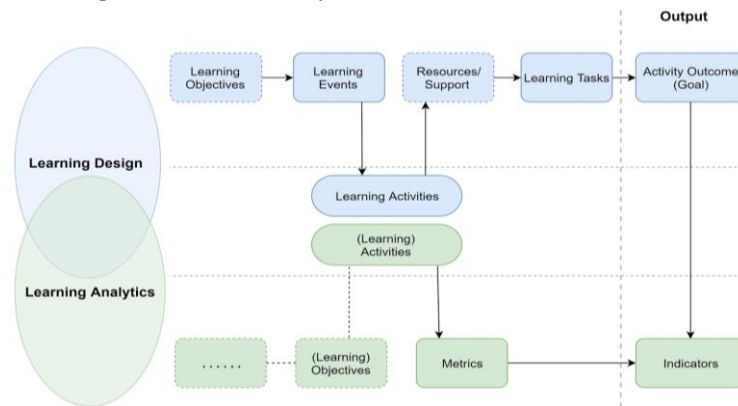 Output
Learning
Objectives
Learning
Events
Resources/
Support
Learning Tasks
Activity Outcome
(Goal)
Learning Design
Learning Activities
(Learning)
Activities
Learning Analytics
......
(Learning)
Objectives
Metrics
Indicators